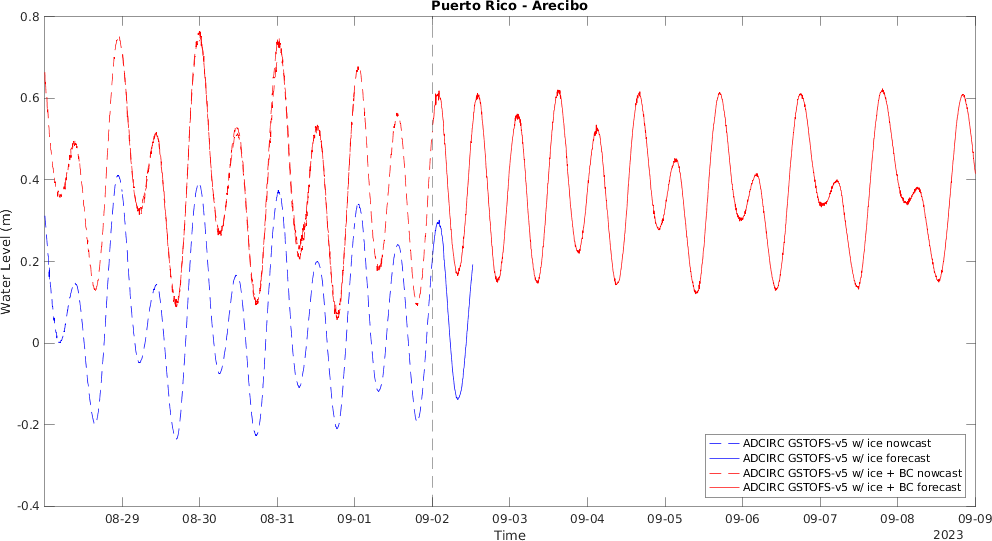 Puerto Rico - Arecibo
0.8
0.6
0.4
0.2
0
-0.2
-0.4
Water Level (m)
ADCIRC GSTOFS-v5 w/ ice nowcast
ADCIRC GSTOFS-v5 w/ ice forecast
ADCIRC GSTOFS-v5 w/ ice + BC nowcast
ADCIRC GSTOFS-v5 w/ ice + BC forecast
08-29 08-30 08-31 09-01 09-02 09-03 09-04 09-05 09-06 09-07 09-08 09-09
Time
2023